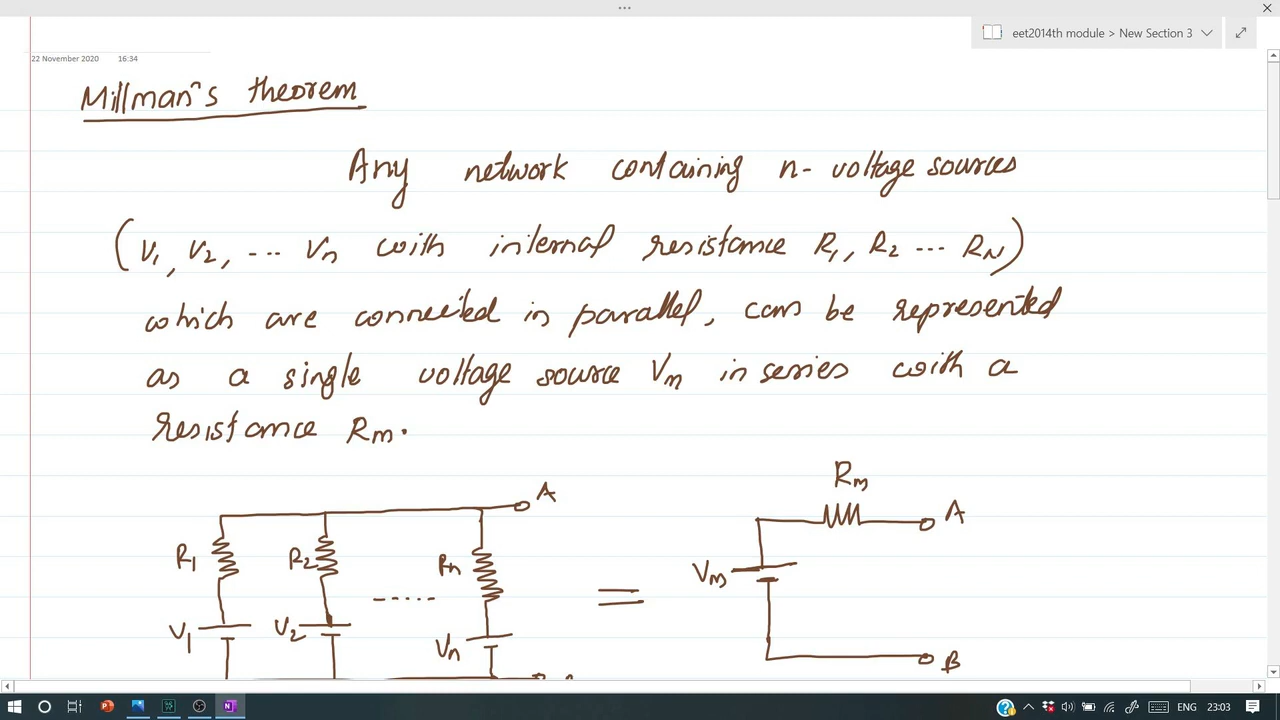 eet2014th module > New Section 3
22 November 2020 16:34
Millman's theorem
Any network containing n- voltage sources
(V1, V2, ... Vn with internal resistance R1, R2 ... RN)
which are connected in parallel, can be represented
as a single voltage source Vm in series with a
resistance Rm.
A
Rm
A
R1 R2 Rn
.....
=
Vm
V1 V2 Vn
B
ENG 23:03